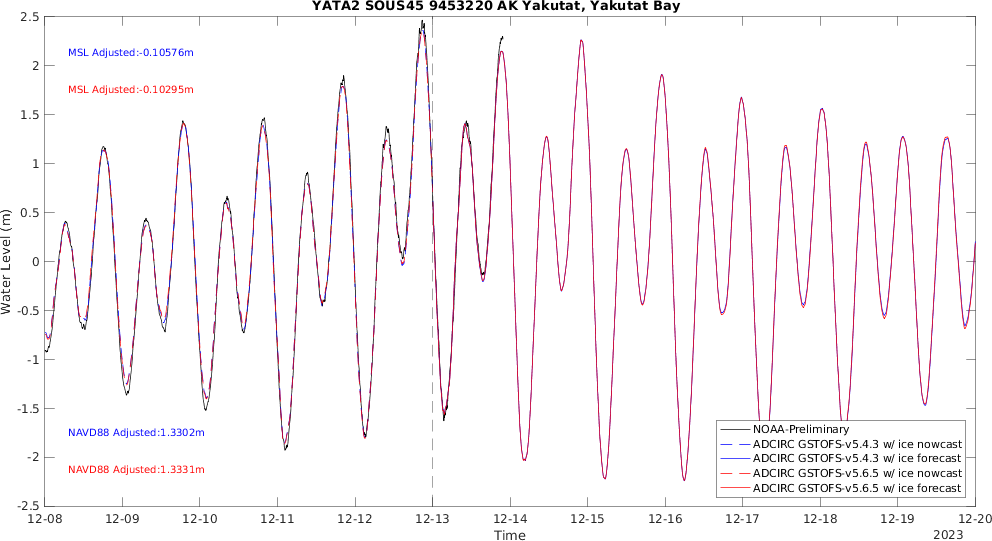 YATA2 SOUS45 9453220 AK Yakutat, Yakutat Bay
2.5
2
1.5
1
0.5
0
-0.5
-1
-1.5
-2
-2.5
Water Level (m)
MSL Adjusted:-0.10576m
MSL Adjusted:-0.10295m
NAVD88 Adjusted:1.3302m
NAVD88 Adjusted:1.3331m
NOAA-Preliminary
ADCIRC GSTOFS-v5.4.3 w/ ice nowcast
ADCIRC GSTOFS-v5.4.3 w/ ice forecast
ADCIRC GSTOFS-v5.6.5 w/ ice nowcast
ADCIRC GSTOFS-v5.6.5 w/ ice forecast
12-08 12-09 12-10 12-11 12-12 12-13 12-14 12-15 12-16 12-17 12-18 12-19 12-20
Time
2023